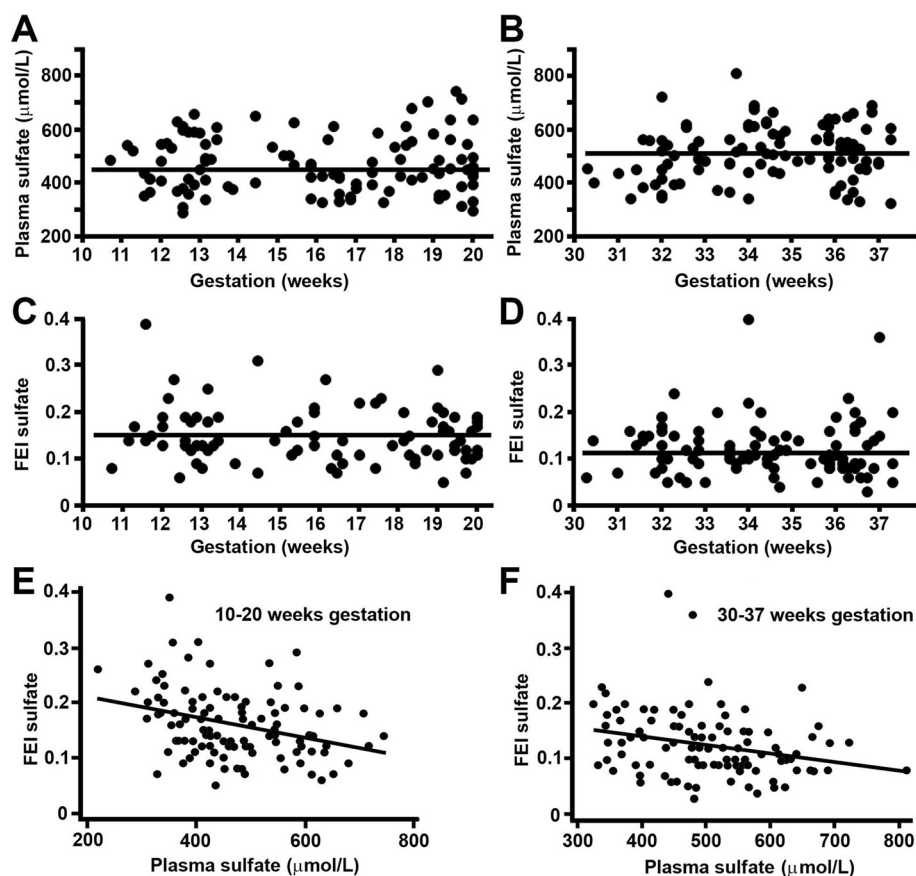 A
Plasma sulfate (μmol/L)
800
600
400
200
10 11 12 13 14 15 16 17 18 19 20
Gestation (weeks)
B
Plasma sulfate (μmol/L)
800
600
400
200
30 31 32 33 34 35 36 37
Gestation (weeks)
C
FEI sulfate
0.4
0.3
0.2
0.1
0
10 11 12 13 14 15 16 17 18 19 20
Gestation (weeks)
D
FEI sulfate
0.4
0.3
0.2
0.1
0
30 31 32 33 34 35 36 37
Gestation (weeks)
E
10-20 weeks gestation
FEI sulfate
0.4
0.3
0.2
0.1
0
200 400 600 800
Plasma sulfate (μmol/L)
F
30-37 weeks gestation
FEI sulfate
0.4
0.3
0.2
0.1
0
300 400 500 600 700 800
Plasma sulfate (μmol/L)